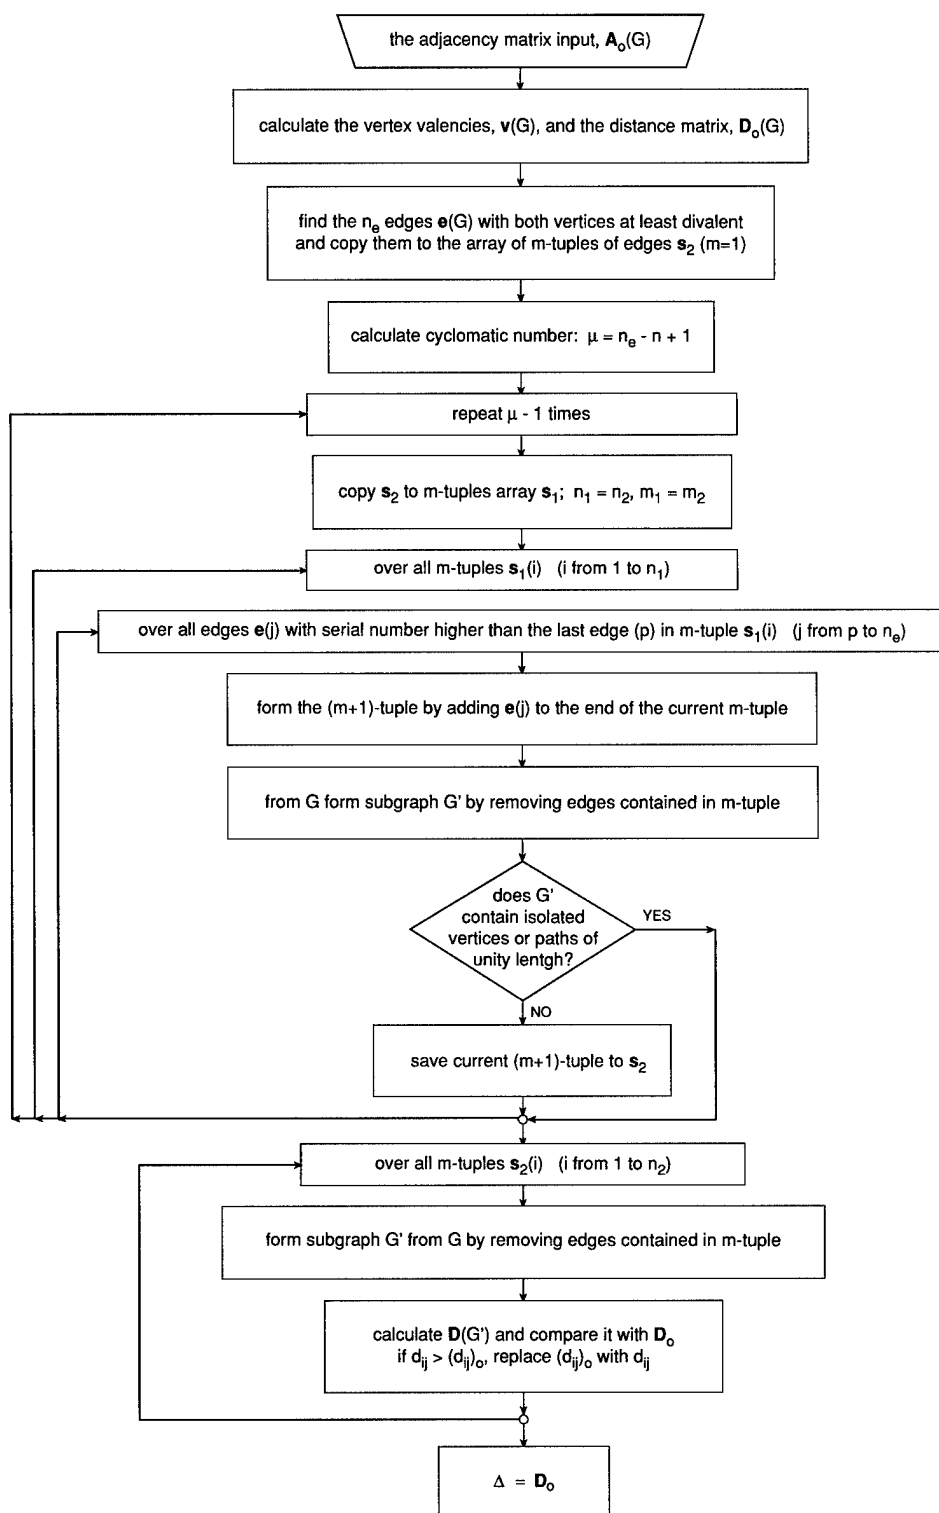 the adjacency matrix input, Aₒ(G)
calculate the vertex valencies, v(G), and the distance matrix, Dₒ(G)
find the nₑ edges e(G) with both vertices at least divalent
and copy them to the array of m-tuples of edges s₂ (m=1)
calculate cyclomatic number: μ = nₑ - n + 1
repeat μ - 1 times
copy s₂ to m-tuples array s₁; n₁ = n₂, m₁ = m₂
over all m-tuples s₁(i) (i from 1 to n₁)
over all edges e(j) with serial number higher than the last edge (p) in m-tuple s₁(i) (j from p to nₑ)
form the (m+1)-tuple by adding e(j) to the end of the current m-tuple
from G form subgraph G' by removing edges contained in m-tuple
does G'
contain isolated
vertices or paths of
unity lentgh?
YES
NO
save current (m+1)-tuple to s₂
over all m-tuples s₂(i) (i from 1 to n₂)
form subgraph G' from G by removing edges contained in m-tuple
calculate D(G') and compare it with Dₒ
if dᵢⱼ > (dᵢⱼ)ₒ, replace (dᵢⱼ)ₒ with dᵢⱼ
Δ = Dₒ